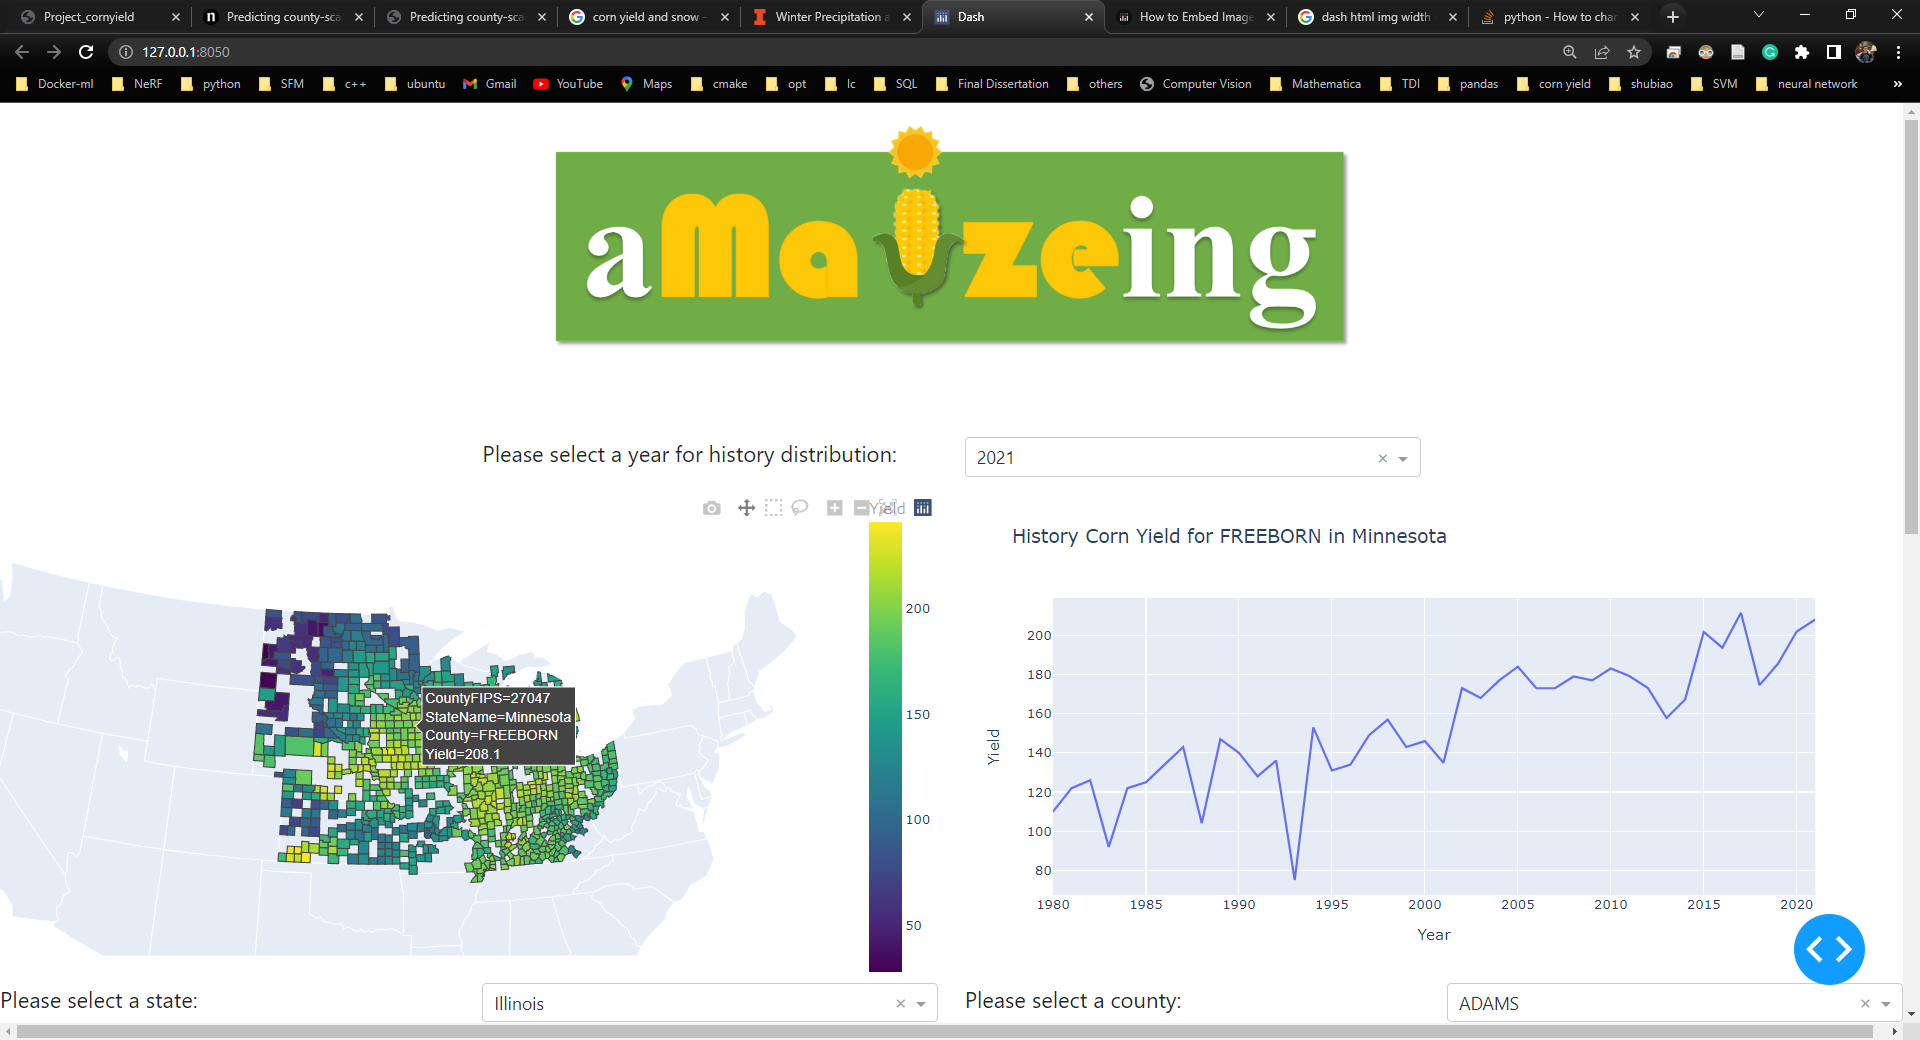 Project_cornyield
Predicting county-sca
Predicting county-sca
corn yield and snow -
Winter Precipitation a
Dash
How to Embed Image
dash html img width
python - How to char
127.0.0.1:8050
Docker-ml
NeRF
python
SFM
c++
ubuntu
Gmail
YouTube
Maps
cmake
opt
lc
SQL
Final Dissertation
others
Computer Vision
Mathematica
TDI
pandas
corn yield
shubiao
SVM
neural network
»
aMaizeing
Please select a year for history distribution:
2021
Yield
200
150
100
50
CountyFIPS=27047
StateName=Minnesota
County=FREEBORN
Yield=208.1
History Corn Yield for FREEBORN in Minnesota
Yield
200
180
160
140
120
100
80
1980 1985 1990 1995 2000 2005 2010 2015 2020
Year
Please select a state:
Illinois
Please select a county:
ADAMS